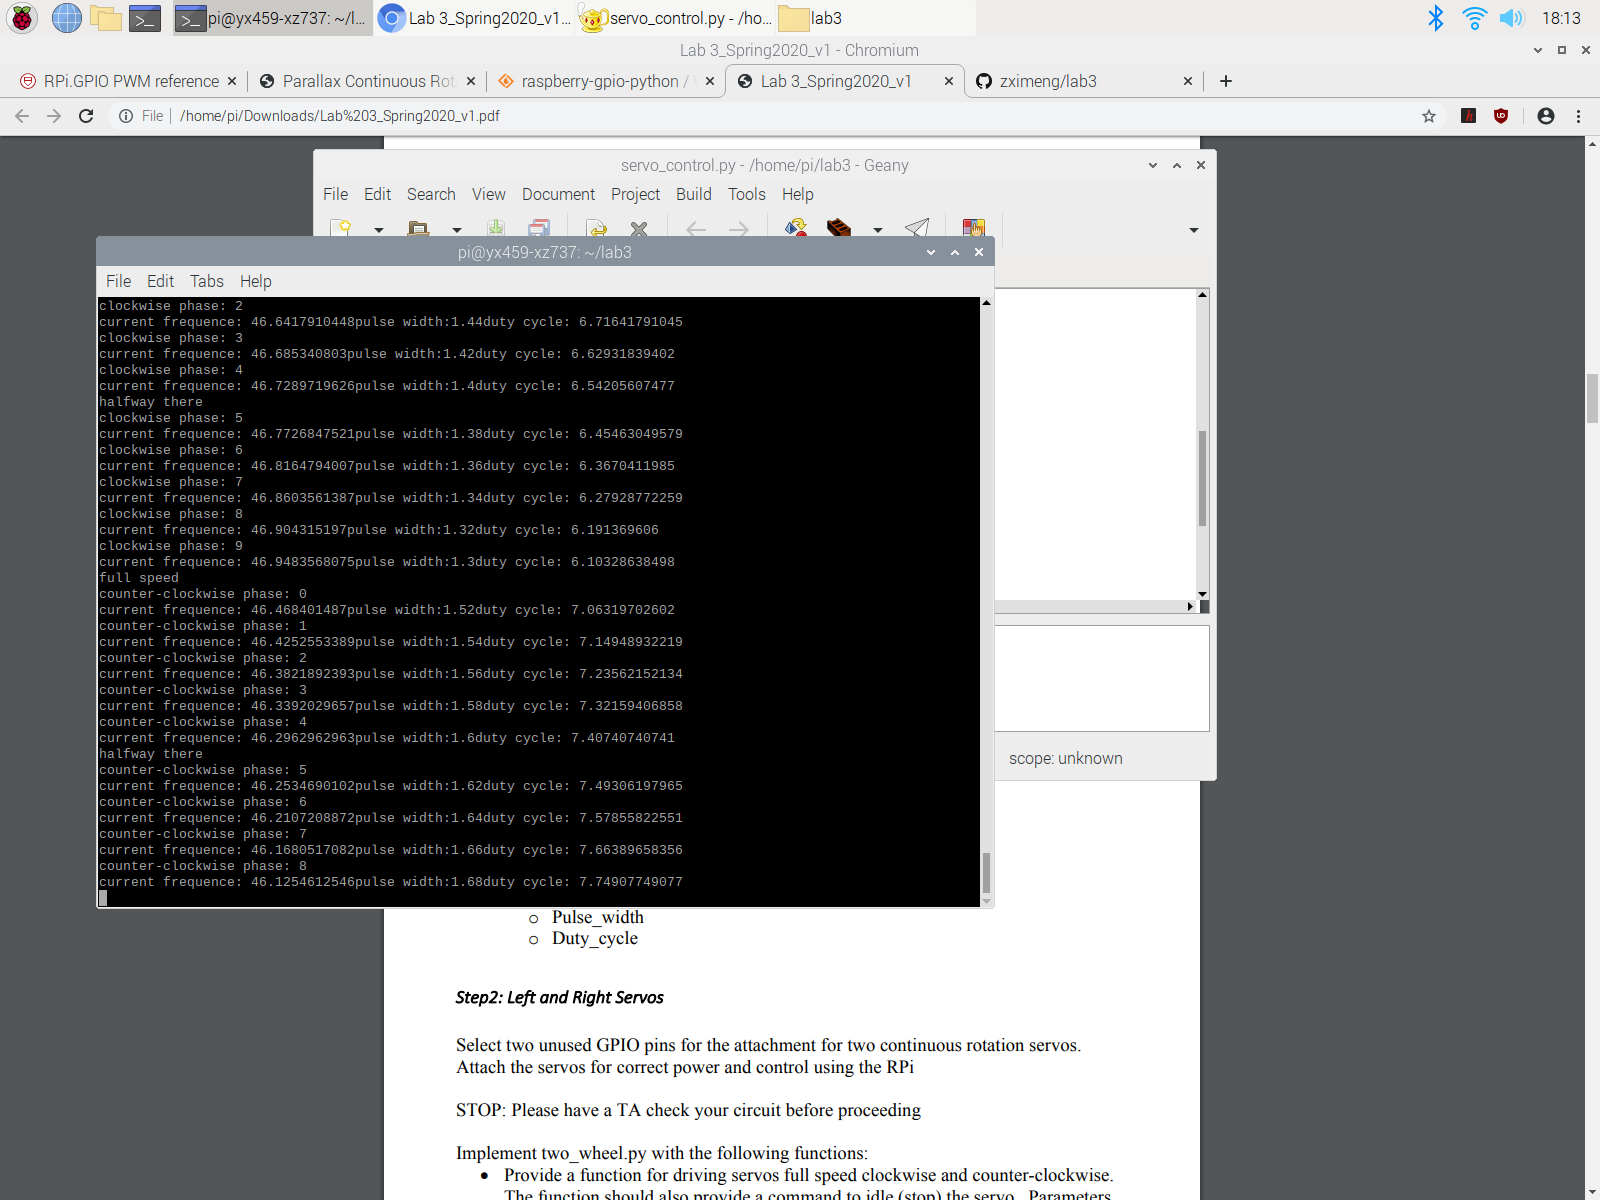 pi@yx459-xz737: ~/l...
Lab 3_Spring2020_v1...
servo_control.py - /ho...
lab3
18:13
Lab 3_Spring2020_v1 - Chromium
RPi.GPIO PWM reference
Parallax Continuous Rot
raspberry-gpio-python /
Lab 3_Spring2020_v1
zximeng/lab3
File
/home/pi/Downloads/Lab%203_Spring2020_v1.pdf
servo_control.py - /home/pi/lab3 - Geany
File Edit Search View Document Project Build Tools Help
pi@yx459-xz737: ~/lab3
File Edit Tabs Help
clockwise phase: 2
current frequence: 46.6417910448pulse width:1.44duty cycle: 6.71641791045
clockwise phase: 3
current frequence: 46.685340803pulse width:1.42duty cycle: 6.62931839402
clockwise phase: 4
current frequence: 46.7289719626pulse width:1.4duty cycle: 6.54205607477
halfway there
clockwise phase: 5
current frequence: 46.7726847521pulse width:1.38duty cycle: 6.45463049579
clockwise phase: 6
current frequence: 46.8164794007pulse width:1.36duty cycle: 6.3670411985
clockwise phase: 7
current frequence: 46.8603561387pulse width:1.34duty cycle: 6.27928772259
clockwise phase: 8
current frequence: 46.904315197pulse width:1.32duty cycle: 6.191369606
clockwise phase: 9
current frequence: 46.9483568075pulse width:1.3duty cycle: 6.10328638498
full speed
counter-clockwise phase: 0
current frequence: 46.468401487pulse width:1.52duty cycle: 7.06319702602
counter-clockwise phase: 1
current frequence: 46.4252553389pulse width:1.54duty cycle: 7.14948932219
counter-clockwise phase: 2
current frequence: 46.3821892393pulse width:1.56duty cycle: 7.23562152134
counter-clockwise phase: 3
current frequence: 46.3392029657pulse width:1.58duty cycle: 7.32159406858
counter-clockwise phase: 4
current frequence: 46.2962962963pulse width:1.6duty cycle: 7.40740740741
halfway there
counter-clockwise phase: 5
current frequence: 46.2534690102pulse width:1.62duty cycle: 7.49306197965
counter-clockwise phase: 6
current frequence: 46.2107208872pulse width:1.64duty cycle: 7.57855822551
counter-clockwise phase: 7
current frequence: 46.1680517082pulse width:1.66duty cycle: 7.66389658356
counter-clockwise phase: 8
current frequence: 46.1254612546pulse width:1.68duty cycle: 7.74907749077
scope: unknown
o Pulse_width
o Duty_cycle
Step2: Left and Right Servos
Select two unused GPIO pins for the attachment for two continuous rotation servos.
Attach the servos for correct power and control using the RPi
STOP: Please have a TA check your circuit before proceeding
Implement two_wheel.py with the following functions:
• Provide a function for driving servos full speed clockwise and counter-clockwise.
The function should also provide a command to idle (stop) the servo. Parameters